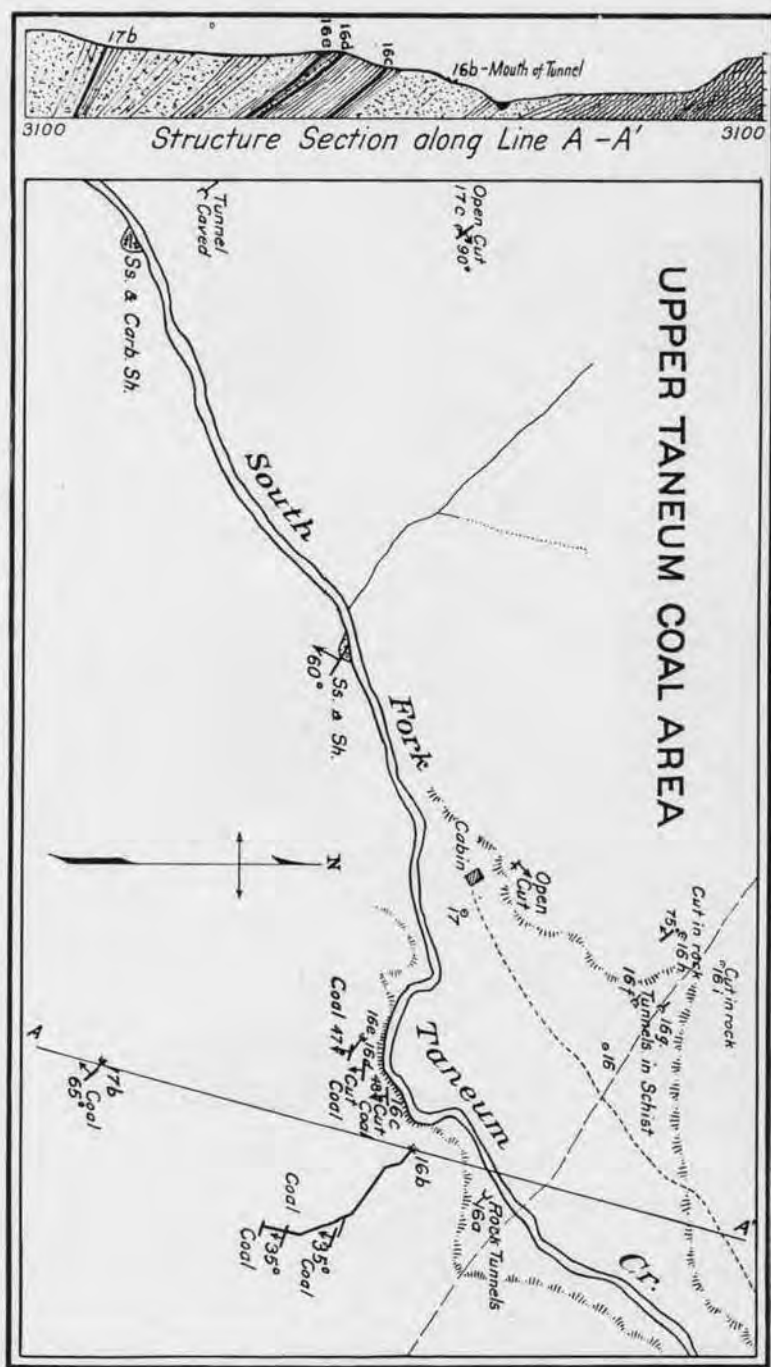 17b
16e
16d
16c
16b-Mouth of Tunnel
3100
3100
Structure Section along Line A-A'
UPPER TANEUM COAL AREA
Open Cut
17c
90°
Tunnel
Caved
Ss. & Carb. Sh.
South
Fork
Taneum
Cr.
60°
Ss. & Sh.
Cabin
17
Open
Cut
Cut in rock
16h
75
Cut in rock
16i
16g
16f
Tunnels in Schist
16
N
A
A'
17b
Coal
65°
16e
Coal 47
Cut
16d
Coal
48
Cut
16c
Coal
16b
Rock Tunnels
16a
Coal
35°
Coal
35°
Coal